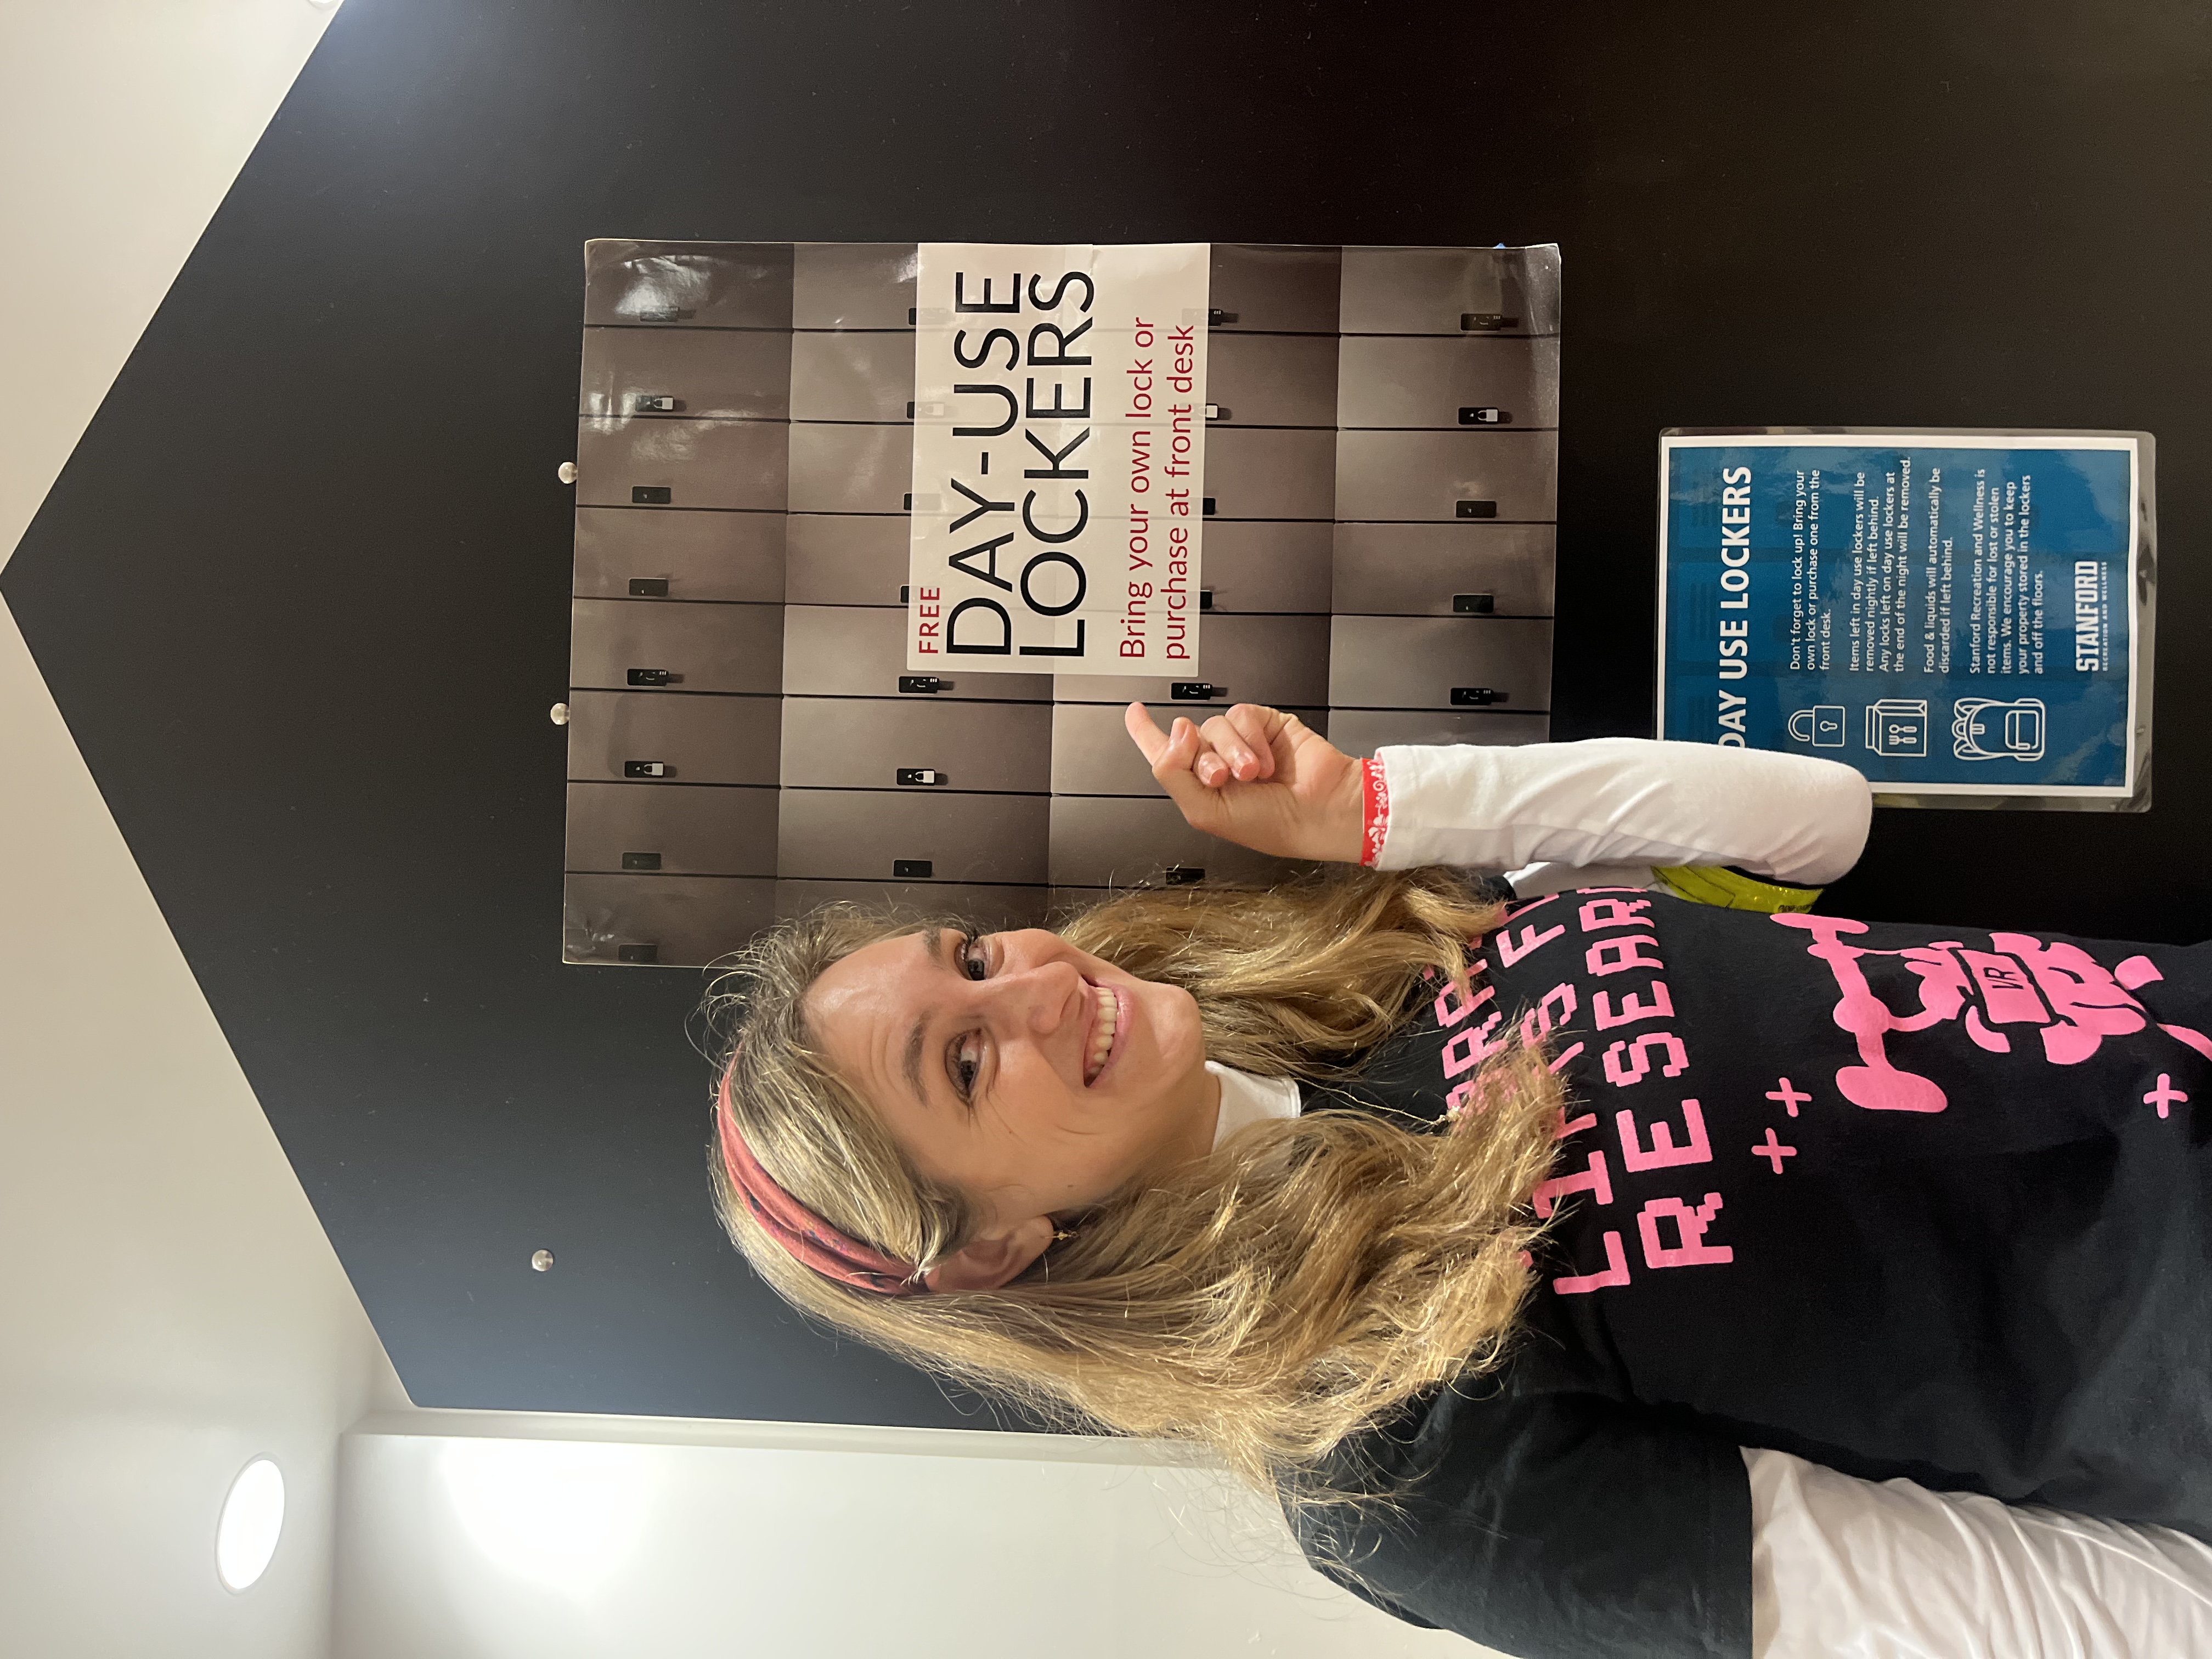 FREE
DAY-USE
LOCKERS
Bring your own lock or
purchase at front desk
RESEAR
VR
DAY USE LOCKERS
Don't forget to lock up! Bring your
own lock or purchase one from the
front desk.
Items left in day use lockers will be
removed nightly if left behind.
Any locks left on day use lockers at
the end of the night will be removed.
Food & liquids will automatically be
discarded if left behind.
Stanford Recreation and Wellness is
not responsible for lost or stolen
items. We encourage you to keep
your property stored in the lockers
and off the floors.
STANFORD
RECREATION AND WELLNESS